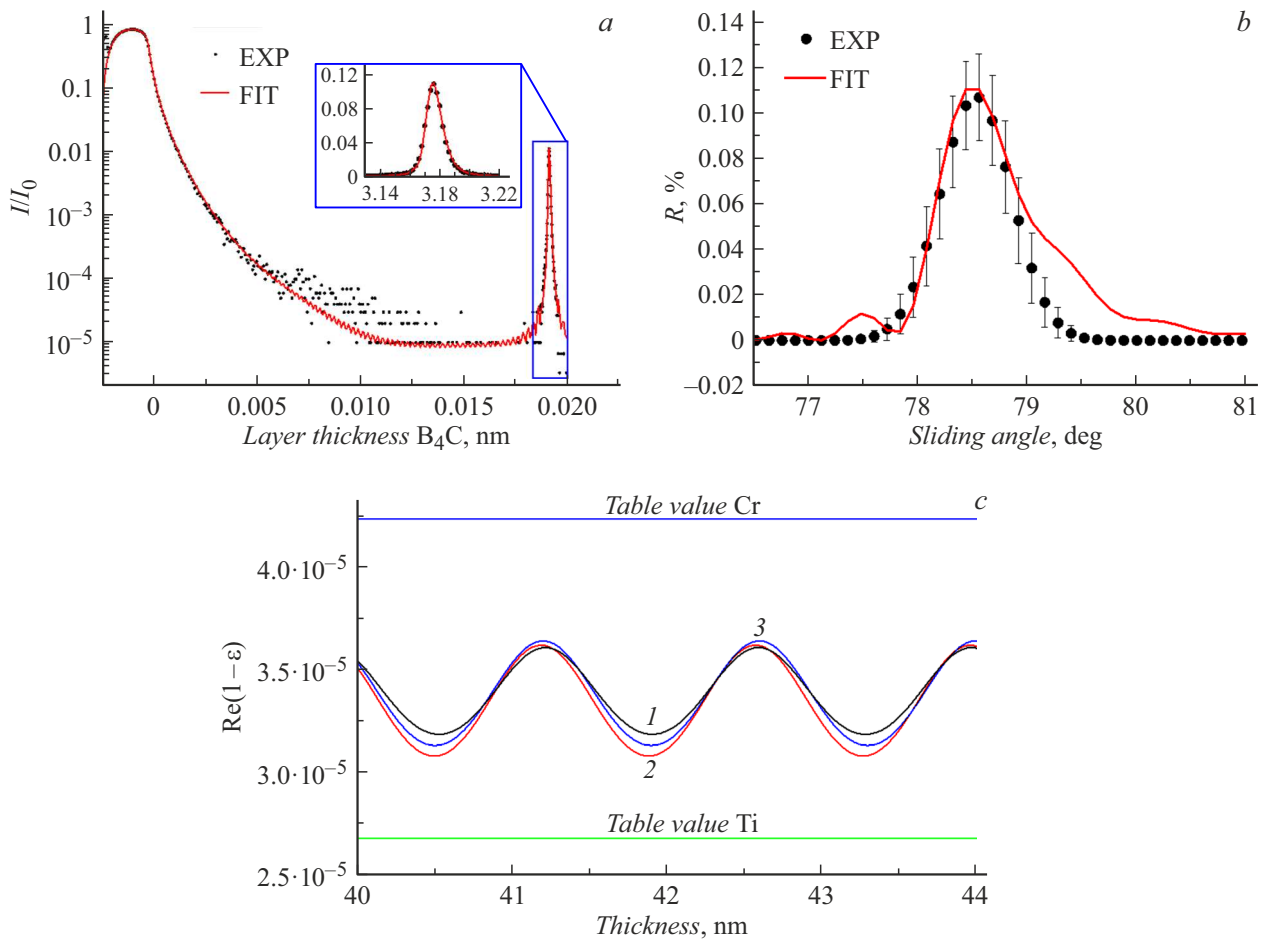 a
EXP
FIT
1
0.1
0.01
10⁻³
10⁻⁴
10⁻⁵
I/I₀
0.12
0.08
0.04
0
3.14 3.18 3.22
0 0.005 0.010 0.015 0.020
Layer thickness B₄C, nm
b
EXP
FIT
0.14
0.12
0.10
0.08
0.06
0.04
0.02
0
−0.02
R, %
77 78 79 80 81
Sliding angle, deg
c
Table value Cr
4.0·10⁻⁵
3.5·10⁻⁵
3.0·10⁻⁵
2.5·10⁻⁵
Re(1−ε)
3
1
2
Table value Ti
40 41 42 43 44
Thickness, nm